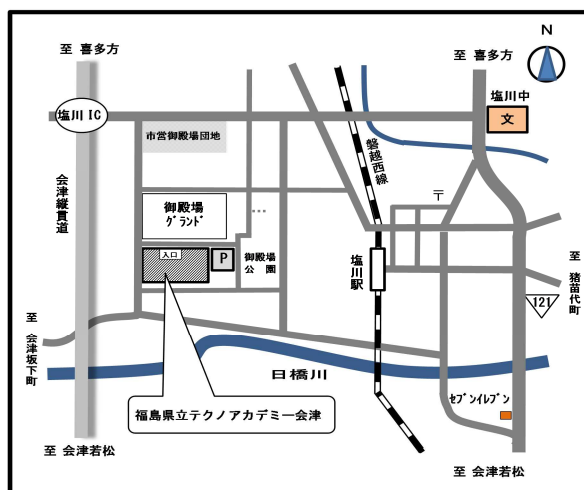 N
至 喜多方
至 喜多方
塩川 IC
塩川中
文
市営御殿場団地
磐越西線
会津縦貫道
御殿場
グランド
…
〒
入口
P
御殿場
公園
塩川駅
至 猪苗代町
121
至 会津坂下町
日橋川
セブンイレブン
福島県立テクノアカデミー会津
至 会津若松
至 会津若松